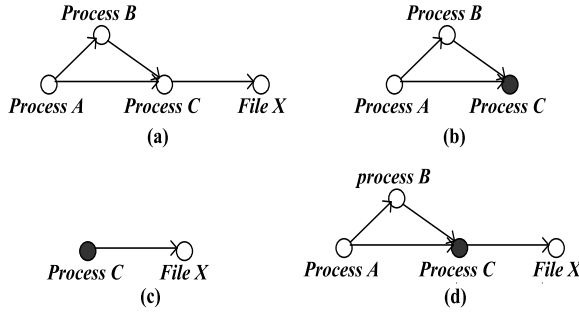 Process B
Process A Process C File X
(a)
Process B
Process A Process C
(b)
Process C File X
(c)
process B
Process A Process C File X
(d)